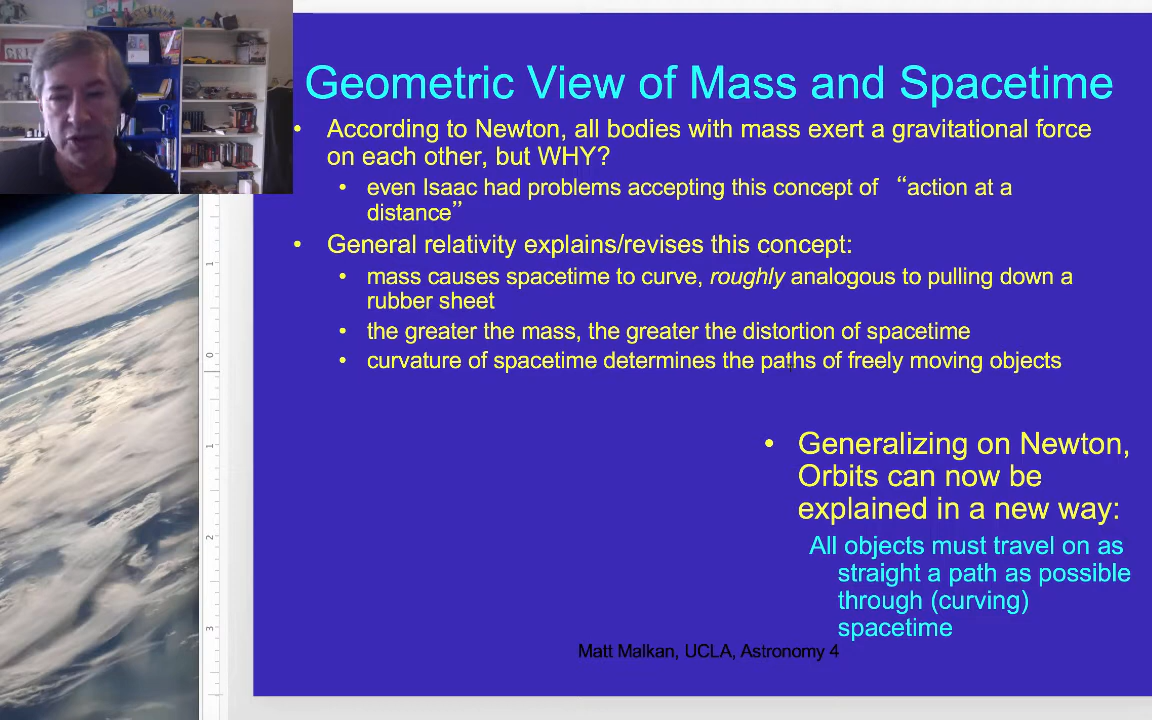 Geometric View of Mass and Spacetime
• According to Newton, all bodies with mass exert a gravitational force
on each other, but WHY?
• even Isaac had problems accepting this concept of “action at a
distance”
• General relativity explains/revises this concept:
• mass causes spacetime to curve, roughly analogous to pulling down a
rubber sheet
• the greater the mass, the greater the distortion of spacetime
• curvature of spacetime determines the paths of freely moving objects
• Generalizing on Newton,
Orbits can now be
explained in a new way:
All objects must travel on as
straight a path as possible
through (curving)
spacetime
Matt Malkan, UCLA, Astronomy 4
1
0
1
2
3